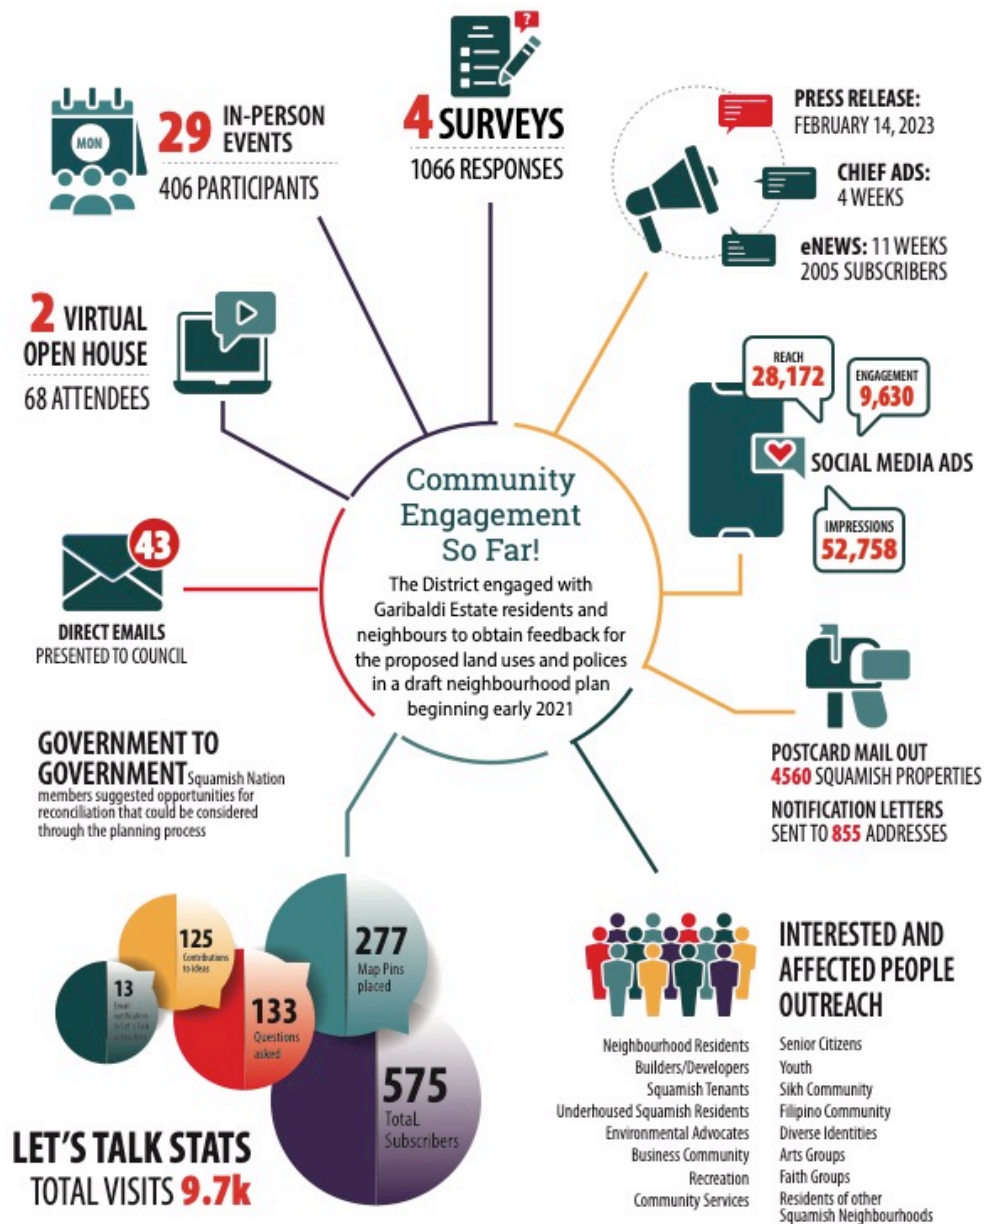 ?
4 SURVEYS
1066 RESPONSES
MON
29 IN-PERSON
EVENTS
406 PARTICIPANTS
PRESS RELEASE:
FEBRUARY 14, 2023
CHIEF ADS:
4 WEEKS
eNEWS: 11 WEEKS
2005 SUBSCRIBERS
2 VIRTUAL
OPEN HOUSE
68 ATTENDEES
REACH
28,172
ENGAGEMENT
9,630
SOCIAL MEDIA ADS
IMPRESSIONS
52,758
Community
Engagement
So Far!
The District engaged with
Garibaldi Estate residents and
neighbours to obtain feedback for
the proposed land uses and polices
in a draft neighbourhood plan
beginning early 2021
43
DIRECT EMAILS
PRESENTED TO COUNCIL
POSTCARD MAIL OUT
4560 SQUAMISH PROPERTIES
NOTIFICATION LETTERS
SENT TO 855 ADDRESSES
GOVERNMENT TO
GOVERNMENT Squamish Nation
members suggested opportunities for
reconciliation that could be considered
through the planning process
125
Contributions
to ideas
277
Map Pins
placed
13
Email
notification
133
Questions
asked
575
TotaL
Subscribers
LET'S TALK STATS
TOTAL VISITS 9.7k
INTERESTED AND
AFFECTED PEOPLE
OUTREACH
Neighbourhood Residents
Builders/Developers
Squamish Tenants
Underhoused Squamish Residents
Environmental Advocates
Business Community
Recreation
Community Services
Senior Citizens
Youth
Sikh Community
Filipino Community
Diverse Identities
Arts Groups
Faith Groups
Residents of other
Squamish Neighbourhoods